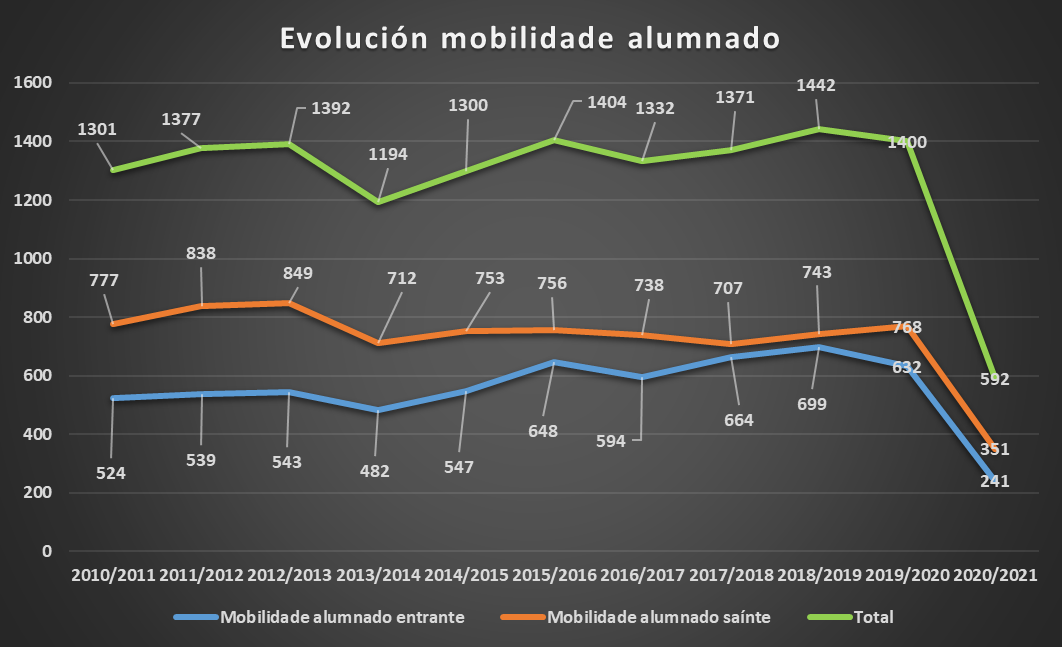 Evolución mobilidade alumnado
1600
1400
1200
1000
800
600
400
200
0
1301 1377 1392 1194 1300 1404 1332 1371 1442 1400 592
777 838 849 712 753 756 738 707 743 768 351
524 539 543 482 547 648 594 664 699 632 241
2010/2011 2011/2012 2012/2013 2013/2014 2014/2015 2015/2016 2016/2017 2017/2018 2018/2019 2019/2020 2020/2021
Mobilidade alumnado entrante Mobilidade alumnado saínte Total